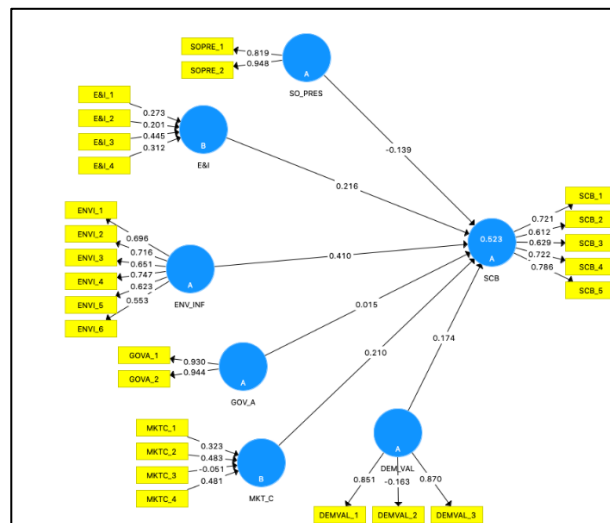 SOPRE_1
0.819
SOPRE_2
0.948
A
SO_PRES
E&I_1
0.273
E&I_2
0.201
E&I_3
0.445
E&I_4
0.312
B
E&I
-0.139
0.216
ENVI_1
0.696
ENVI_2
0.716
ENVI_3
0.651
ENVI_4
0.747
ENVI_5
0.623
ENVI_6
0.553
A
ENV_INF
0.410
0.523
A
SCB
0.721
SCB_1
0.612
SCB_2
0.629
SCB_3
0.722
SCB_4
0.786
SCB_5
GOVA_1
0.930
GOVA_2
0.944
A
GOV_A
0.015
0.210
0.174
MKTC_1
0.323
MKTC_2
0.483
MKTC_3
-0.051
MKTC_4
0.481
B
MKT_C
A
DEM_VAL
0.851
-0.163
0.870
DEMVAL_1
DEMVAL_2
DEMVAL_3